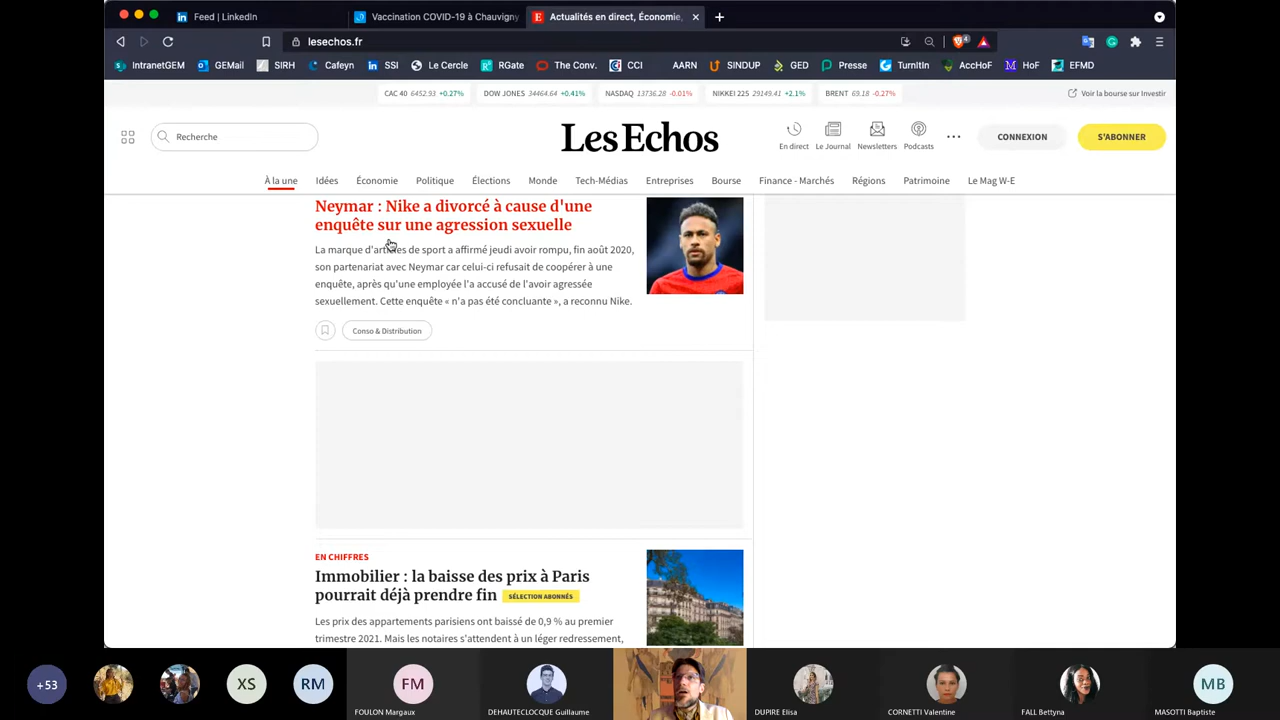 Feed | LinkedIn
Vaccination COVID-19 à Chauvigny
Actualités en direct, Économie,
lesechos.fr
4
IntranetGEM
GEMail
SIRH
Cafeyn
SSI
Le Cercle
RGate
The Conv.
CCI
AARN
SINDUP
GED
Presse
TurnItIn
AccHoF
HoF
EFMD
CAC 40 6452.93 +0.27%
DOW JONES 34464.64 +0.41%
NASDAQ 13736.28 -0.01%
NIKKEI 225 29149.41 +2.1%
BRENT 69.18 -0.27%
Voir la bourse sur Investir
Recherche
Les Echos
En direct
Le Journal
Newsletters
Podcasts
CONNEXION
S'ABONNER
À la une
Idées
Économie
Politique
Élections
Monde
Tech-Médias
Entreprises
Bourse
Finance - Marchés
Régions
Patrimoine
Le Mag W-E
Neymar : Nike a divorcé à cause d'une
enquête sur une agression sexuelle
La marque d'articles de sport a affirmé jeudi avoir rompu, fin août 2020,
son partenariat avec Neymar car celui-ci refusait de coopérer à une
enquête, après qu'une employée l'a accusé de l'avoir agressée
sexuellement. Cette enquête « n'a pas été concluante », a reconnu Nike.
Conso & Distribution
EN CHIFFRES
Immobilier : la baisse des prix à Paris
pourrait déjà prendre fin SÉLECTION ABONNÉS
Les prix des appartements parisiens ont baissé de 0,9 % au premier
trimestre 2021. Mais les notaires s'attendent à un léger redressement,
+53
XS
RM
FM
FOULON Margaux
DEHAUTECLOCQUE Guillaume
DUPIRE Elisa
CORNETTI Valentine
FALL Bettyna
MB
MASOTTI Baptiste